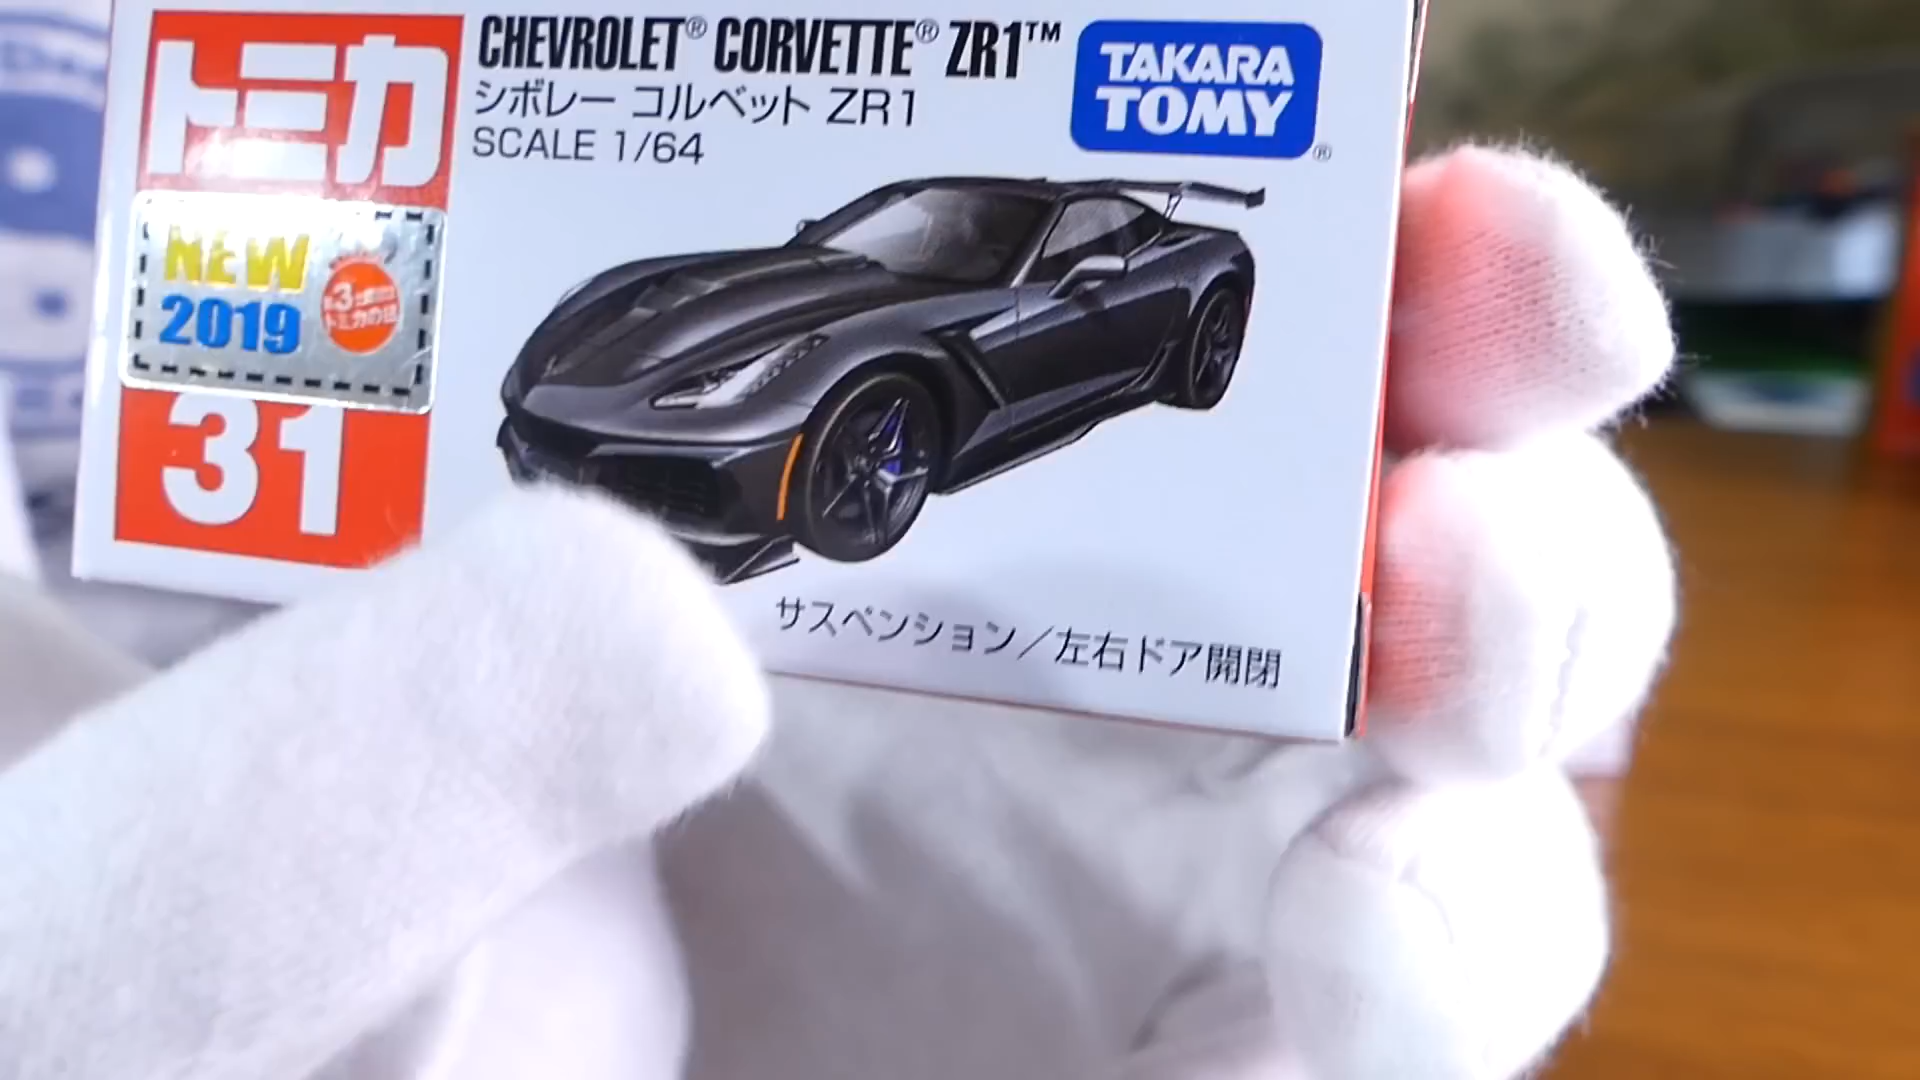 トミカ
CHEVROLET® CORVETTE® ZR1™
シボレー コルベット ZR1
SCALE 1/64
TAKARA
TOMY®
NEW
2019
31
サスペンション/左右ドア開閉